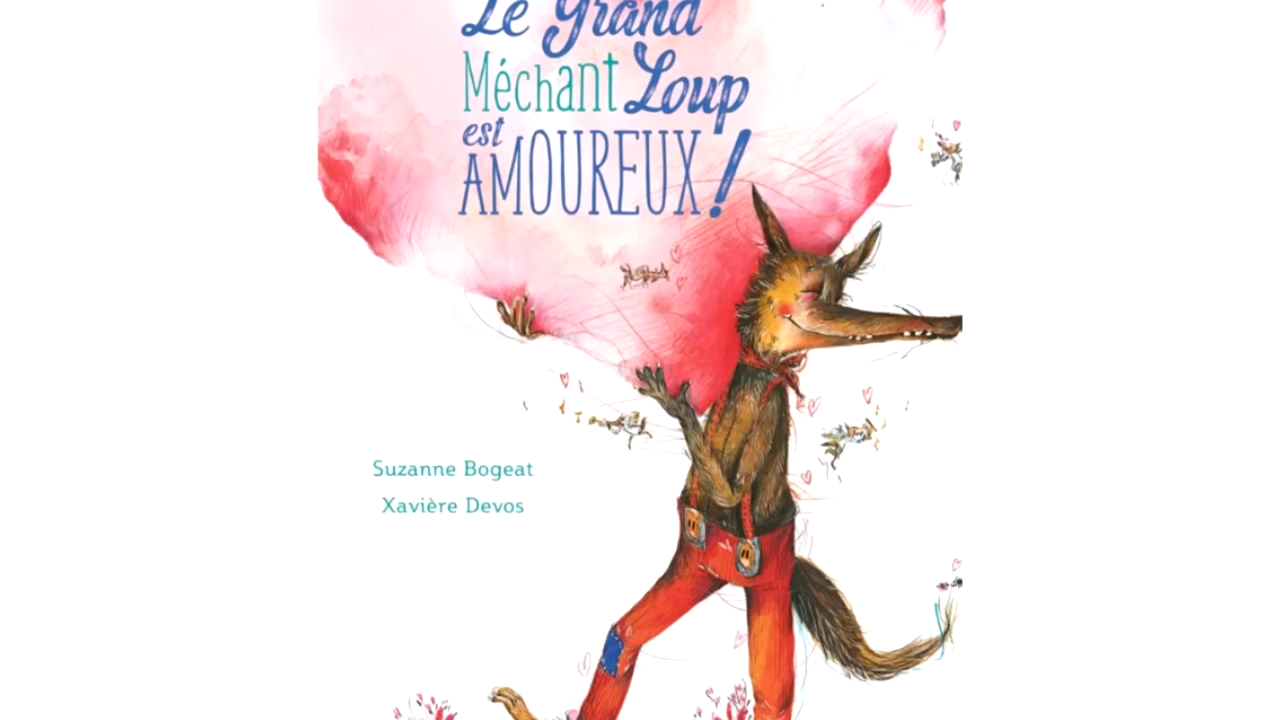 Le Grand
Méchant Loup
est
AMOUREUX !
Suzanne Bogeat
Xavière Devos